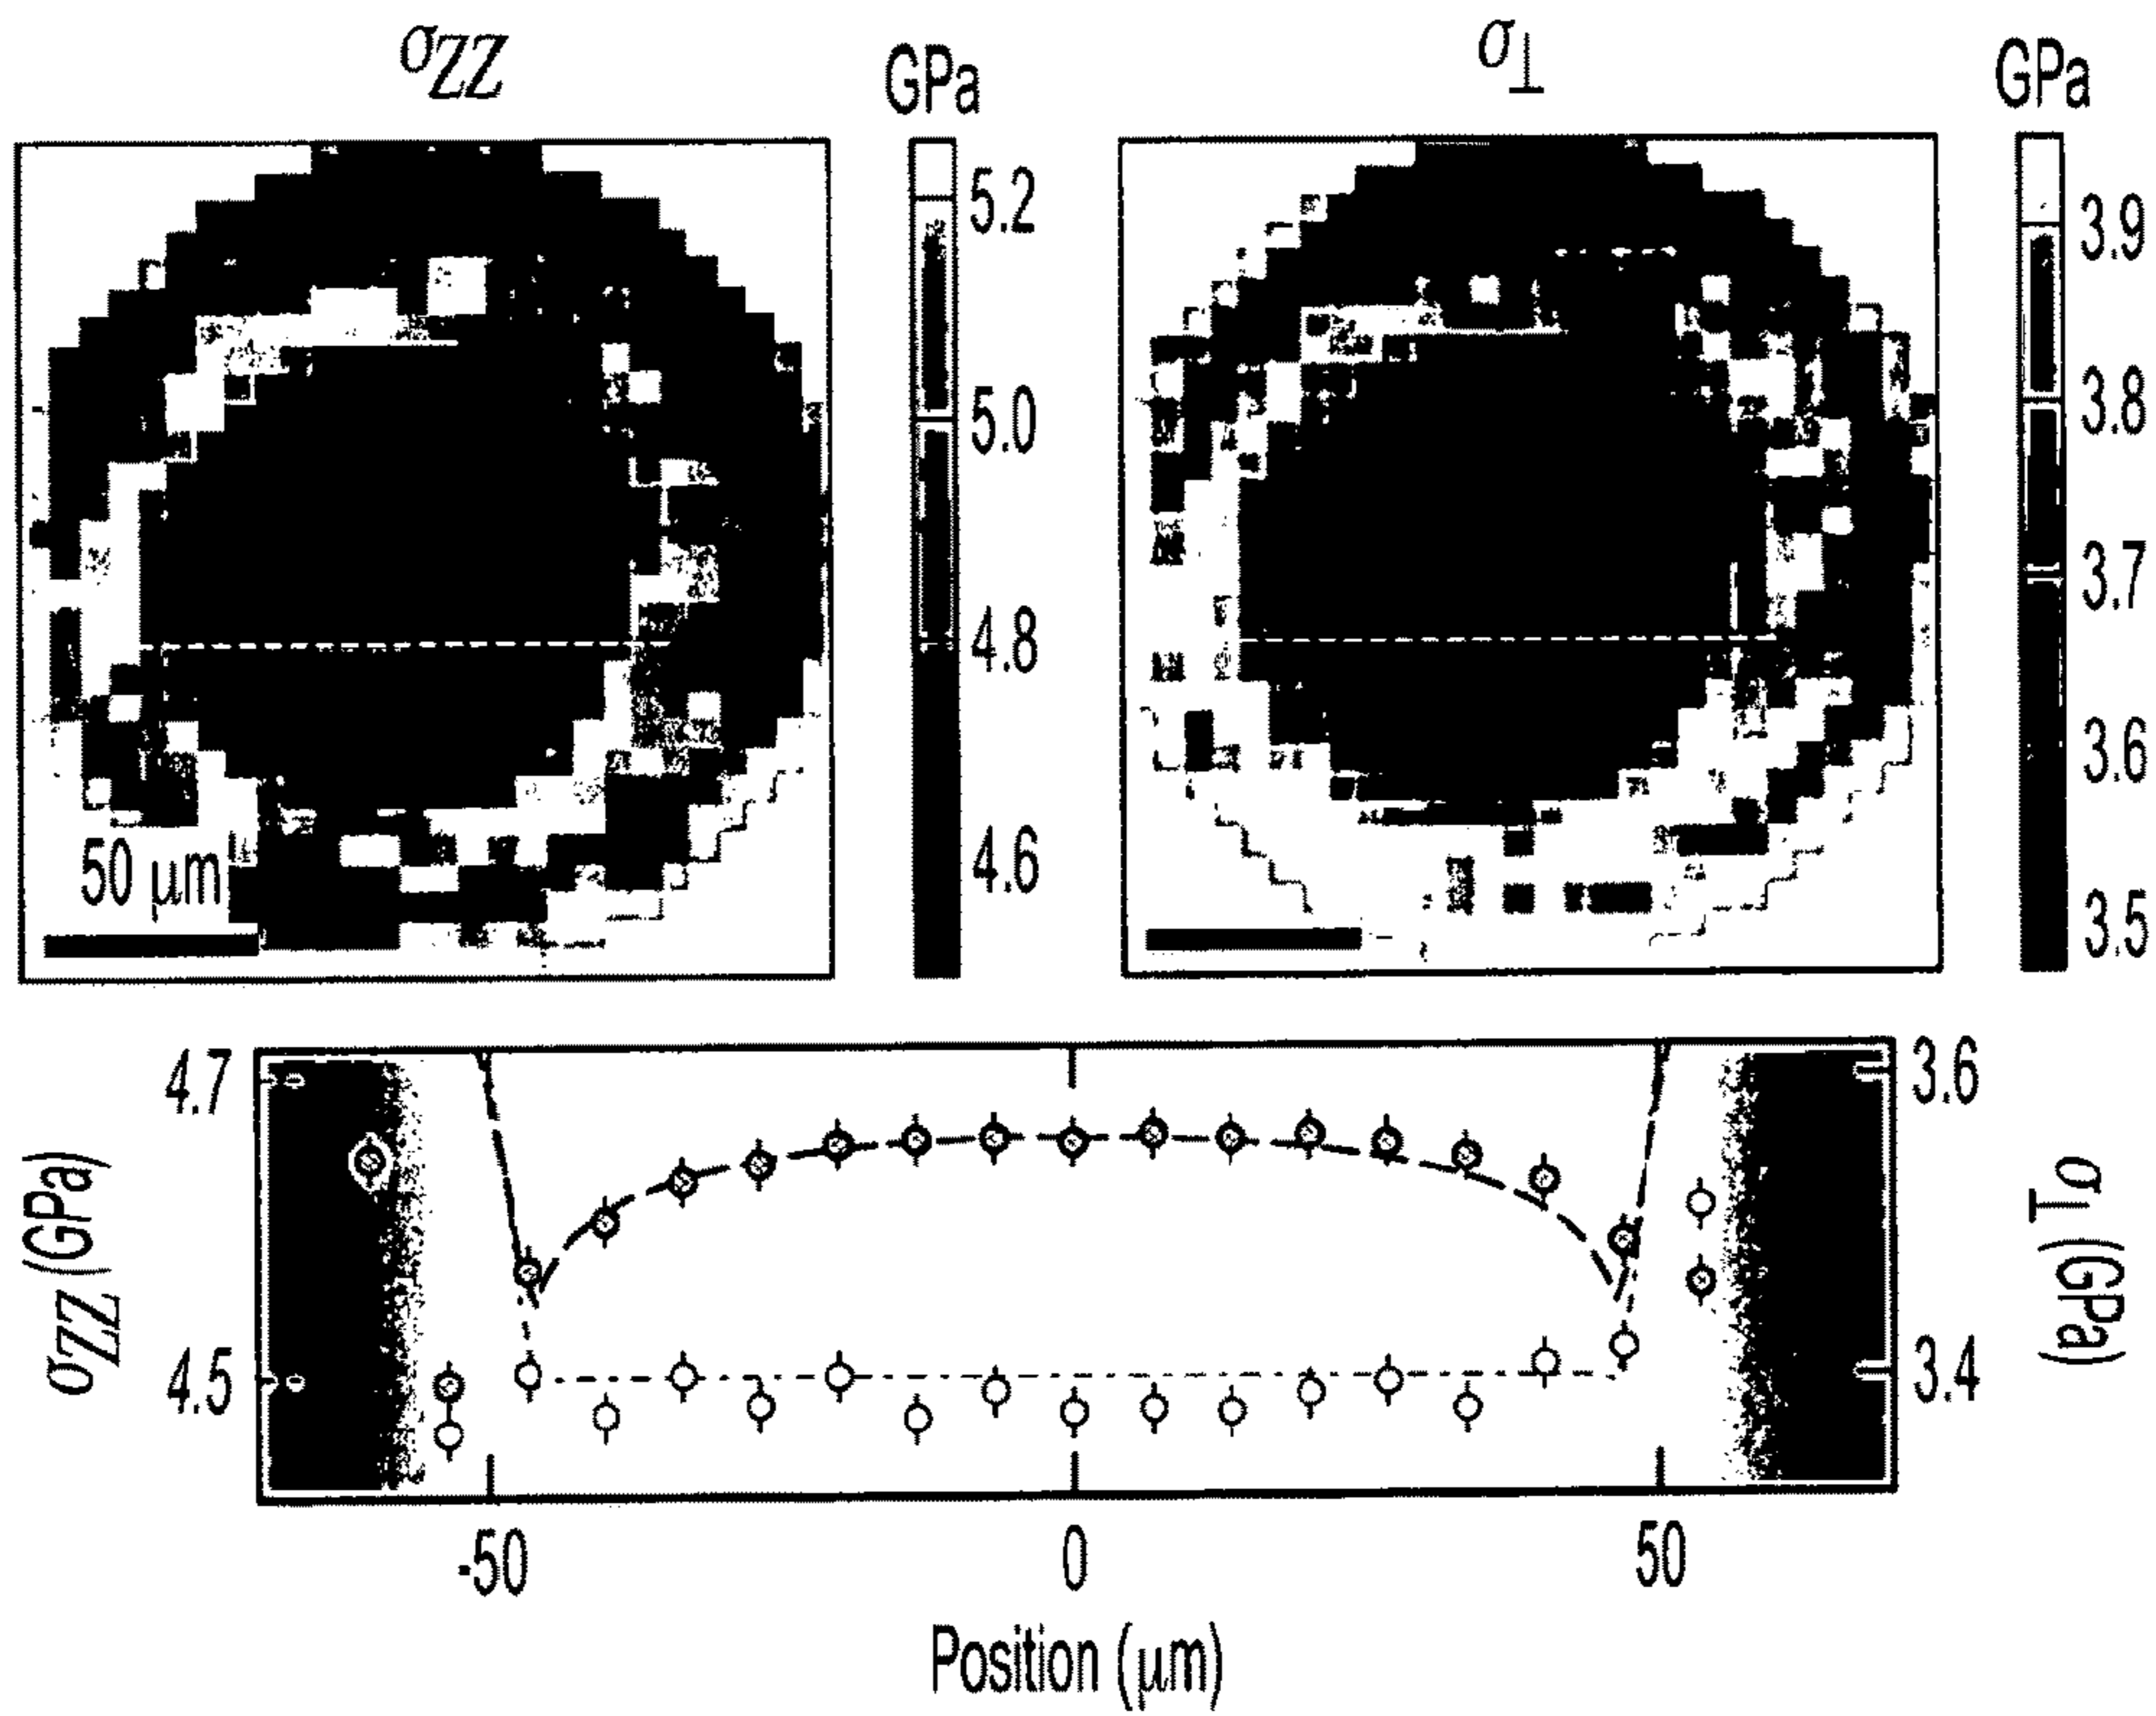 σZZ
GPa
5.2
5.0
4.8
4.6
50 μm
σ⊥
GPa
3.9
3.8
3.7
3.6
3.5
σZZ (GPa)
4.7
4.5
3.6
3.4
σ⊥ (GPa)
-50
0
50
Position (μm)